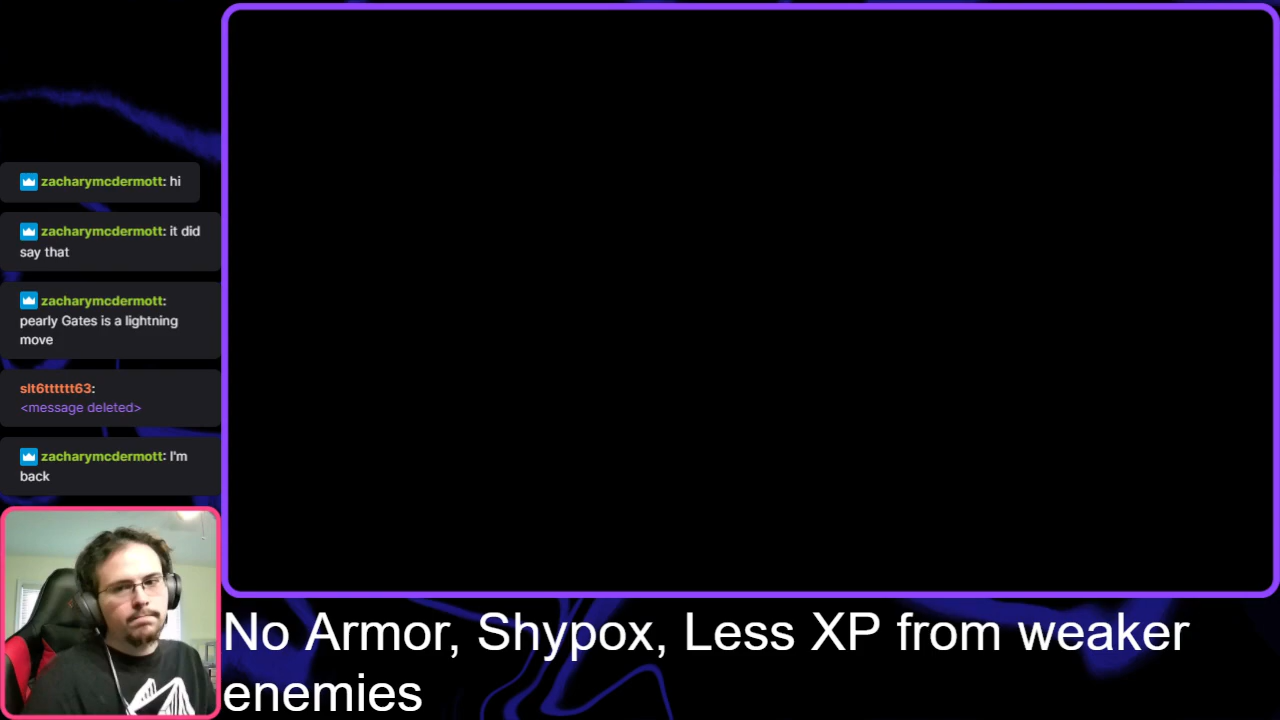 zacharymcdermott: hi
zacharymcdermott: it did
say that
zacharymcdermott:
pearly Gates is a lightning
move
slt6tttttt63:
<message deleted>
zacharymcdermott: I'm
back
No Armor, Shypox, Less XP from weaker
enemies